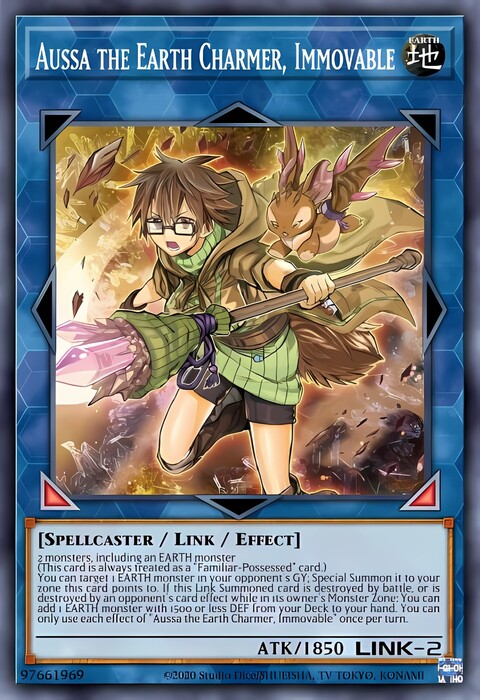 AUSSA THE EARTH CHARMER, IMMOVABLE
EARTH
地
[SPELLCASTER / LINK / EFFECT]
2 monsters, including an EARTH monster
(This card is always treated as a "Familiar-Possessed" card.)
You can target 1 EARTH monster in your opponent's GY; Special Summon it to your
zone this card points to. If this Link Summoned card is destroyed by battle, or is
destroyed by an opponent's card effect while in its owner's Monster Zone: You can
add 1 EARTH monster with 1500 or less DEF from your Deck to your hand. You can
only use each effect of "Aussa the Earth Charmer, Immovable" once per turn.
ATK/1850 LINK-2
97661969
©2020 Studio Dice/SHUEISHA, TV TOKYO, KONAMI